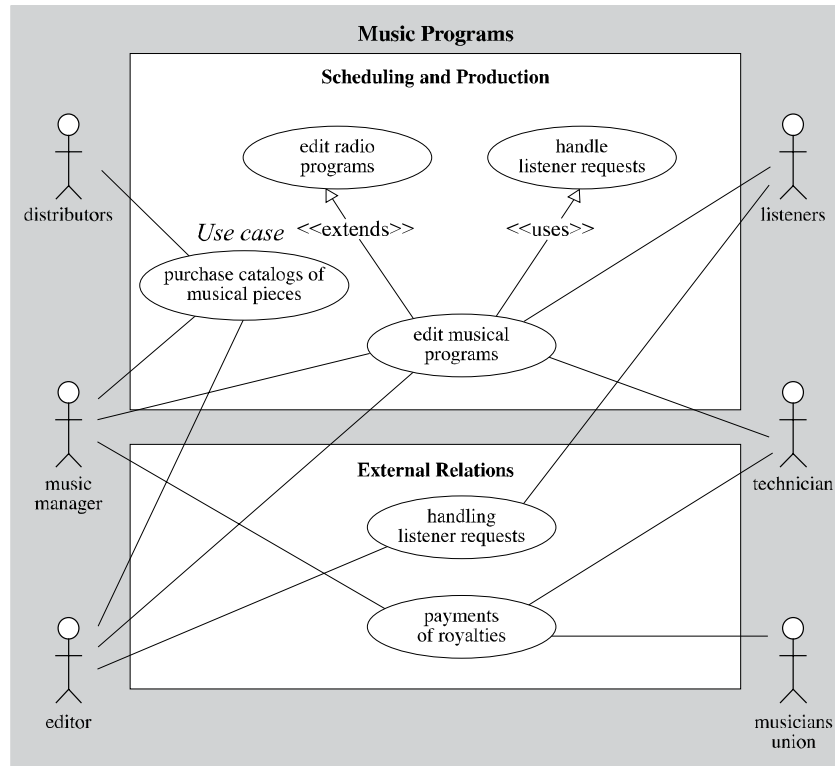 Music Programs
Scheduling and Production
edit radio
programs
handle
listener requests
distributors
listeners
Use case
<<extends>>
<<uses>>
purchase catalogs of
musical pieces
edit musical
programs
music
manager
External Relations
technician
handling
listener requests
payments
of royalties
editor
musicians
union